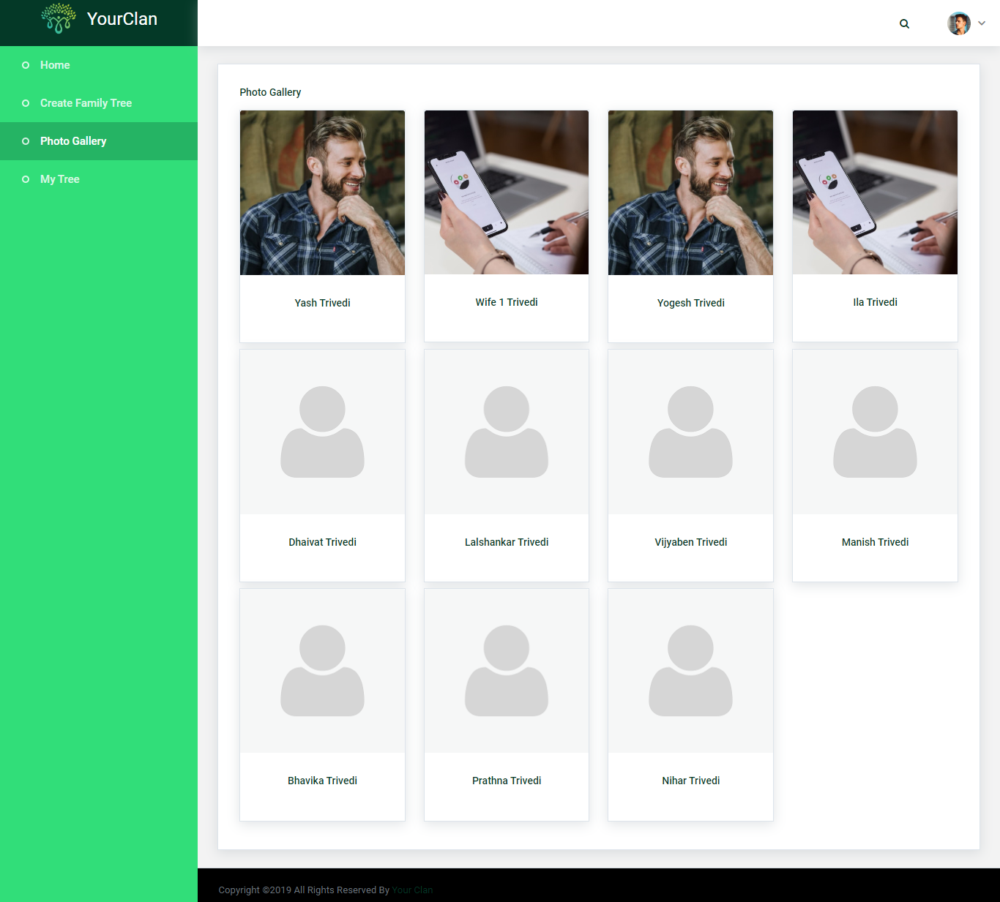 YourClan
Home
Create Family Tree
Photo Gallery
My Tree
Photo Gallery
Yash Trivedi
Wife 1 Trivedi
Yogesh Trivedi
Ila Trivedi
Dhaivat Trivedi
Lalshankar Trivedi
Vijyaben Trivedi
Manish Trivedi
Bhavika Trivedi
Prathna Trivedi
Nihar Trivedi
Copyright ©2019 All Rights Reserved By Your Clan